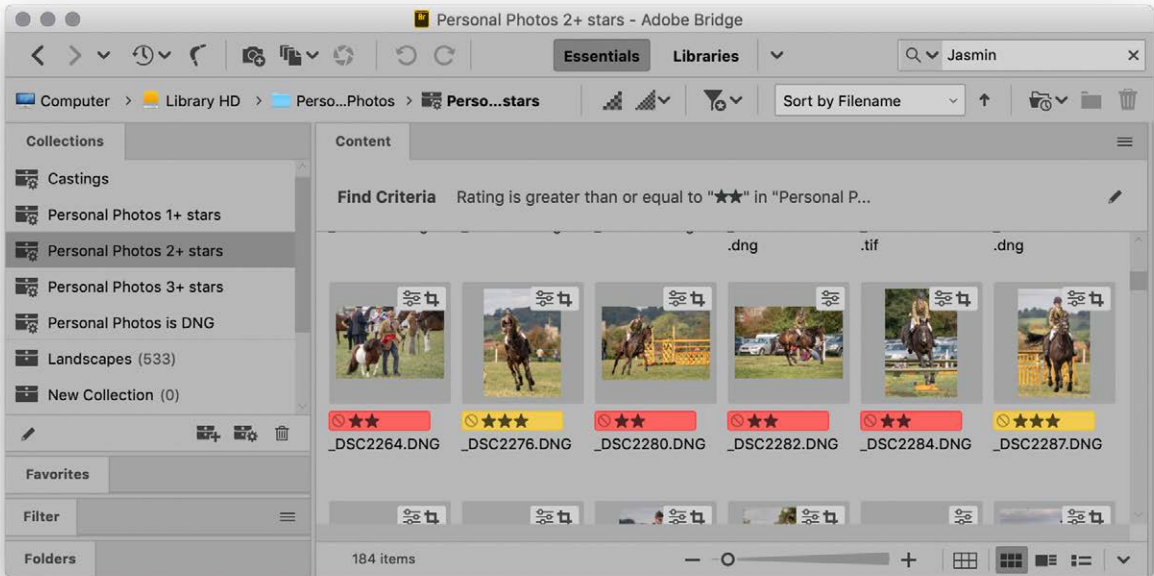 Br Personal Photos 2+ stars - Adobe Bridge
Essentials Libraries Jasmin
Computer > Library HD > Perso...Photos > Perso...stars Sort by Filename
Collections
Castings
Personal Photos 1+ stars
Personal Photos 2+ stars
Personal Photos 3+ stars
Personal Photos is DNG
Landscapes (533)
New Collection (0)
Favorites
Filter
Folders
Content
Find Criteria Rating is greater than or equal to "★★" in "Personal P...
.dng .tif .dng
★★ ★★★ ★★ ★★ ★★ ★★★
_DSC2264.DNG _DSC2276.DNG _DSC2280.DNG _DSC2282.DNG _DSC2284.DNG _DSC2287.DNG
184 items